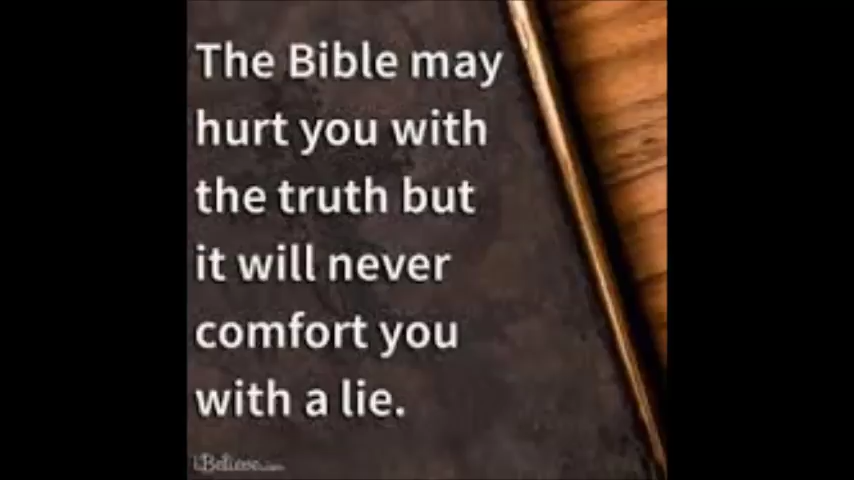 The Bible may
hurt you with
the truth but
it will never
comfort you
with a lie.
iBelieve.com